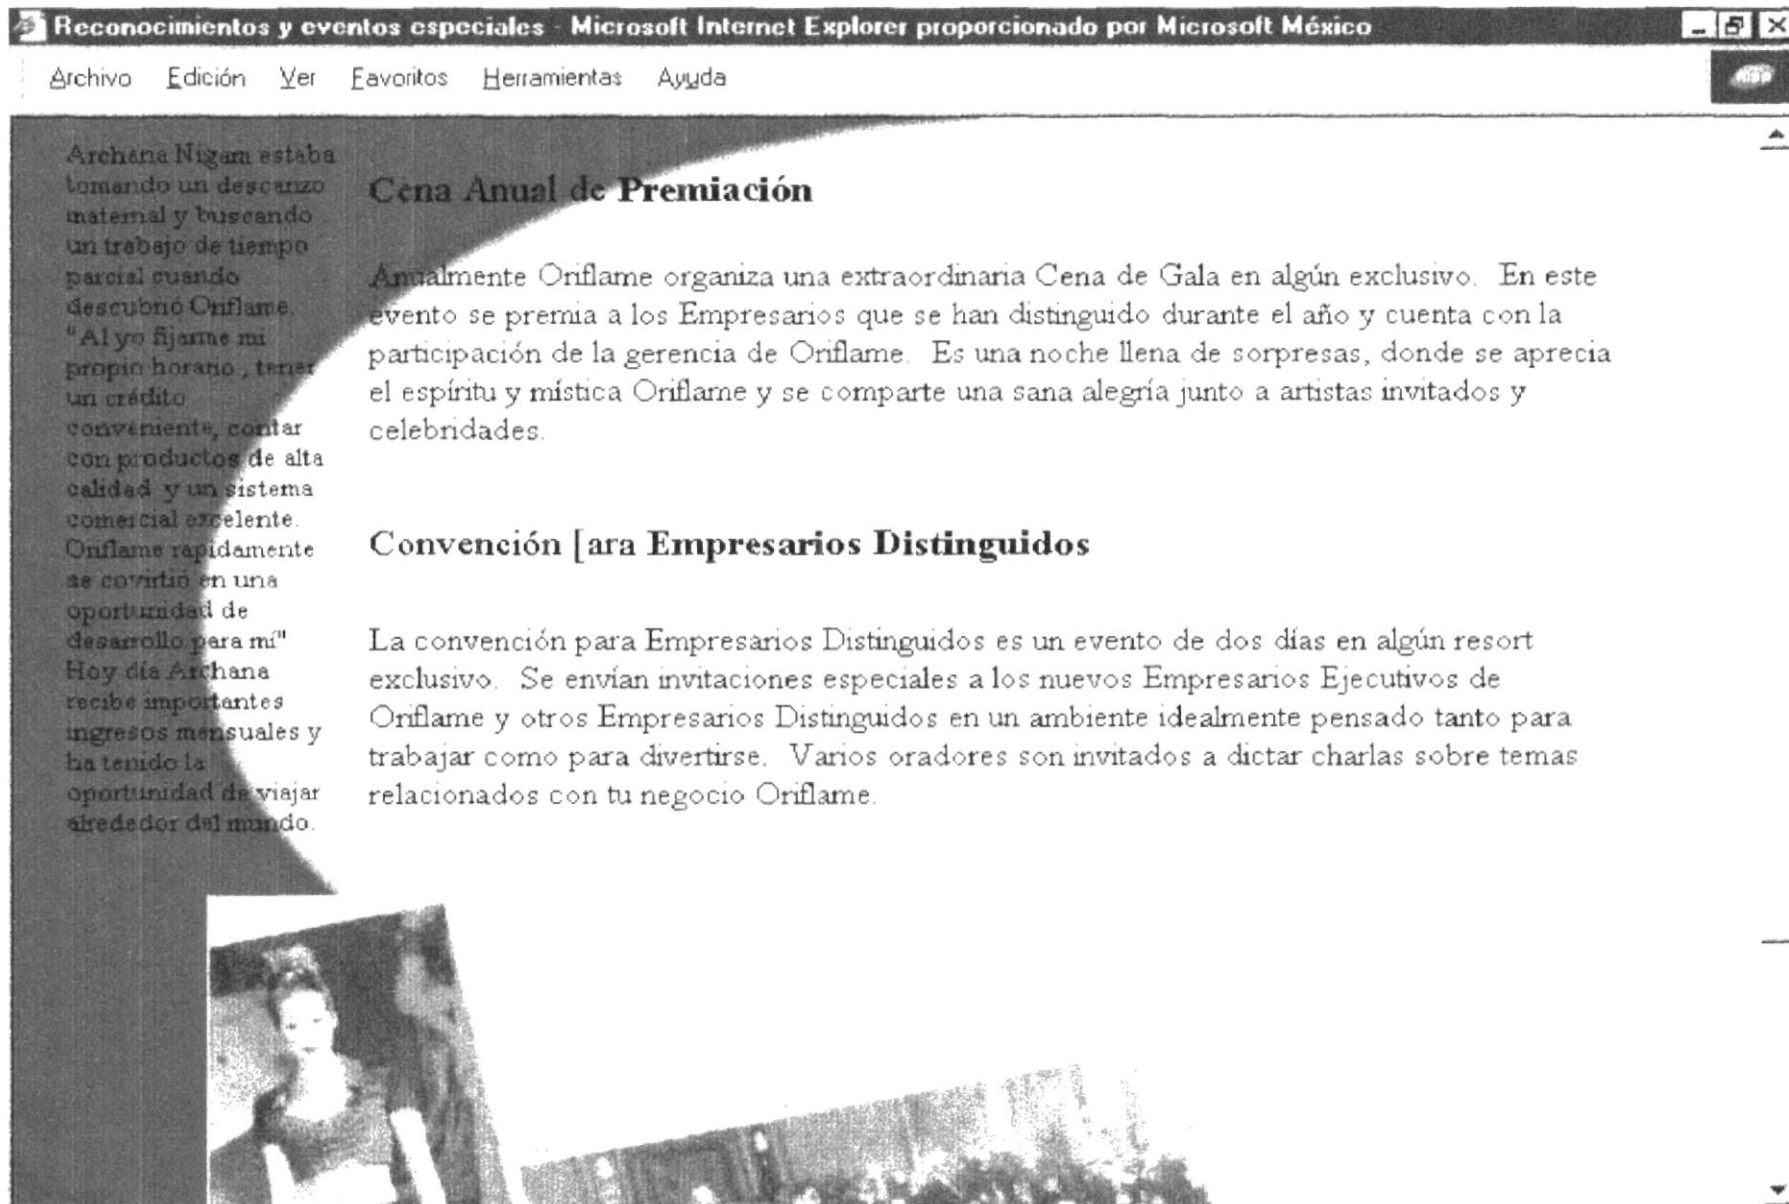 Reconocimientos y eventos especiales - Microsoft Internet Explorer proporcionado por Microsoft México
Archivo Edición Ver Favoritos Herramientas Ayuda
Archana Nigam estaba
tomando un descanzo
maternal y buscando
un trabajo de tiempo
parcial cuando
descubrió Oriflame.
"Al yo fijarme mi
propio horario , tener
un crédito
conveniente, contar
con productos de alta
calidad y un sistema
comercial excelente.
Oriflame rapidamente
se covirtió en una
oportunidad de
desarrollo para mí"
Hoy día Archana
recibe importantes
ingresos mensuales y
ha tenido la
oportunidad de viajar
alrededor del mundo.
Cena Anual de Premiación
Anualmente Oriflame organiza una extraordinaria Cena de Gala en algún exclusivo. En este
evento se premia a los Empresarios que se han distinguido durante el año y cuenta con la
participación de la gerencia de Oriflame. Es una noche llena de sorpresas, donde se aprecia
el espíritu y mística Oriflame y se comparte una sana alegría junto a artistas invitados y
celebridades.
Convención [ara Empresarios Distinguidos
La convención para Empresarios Distinguidos es un evento de dos días en algún resort
exclusivo. Se envían invitaciones especiales a los nuevos Empresarios Ejecutivos de
Oriflame y otros Empresarios Distinguidos en un ambiente idealmente pensado tanto para
trabajar como para divertirse. Varios oradores son invitados a dictar charlas sobre temas
relacionados con tu negocio Oriflame.